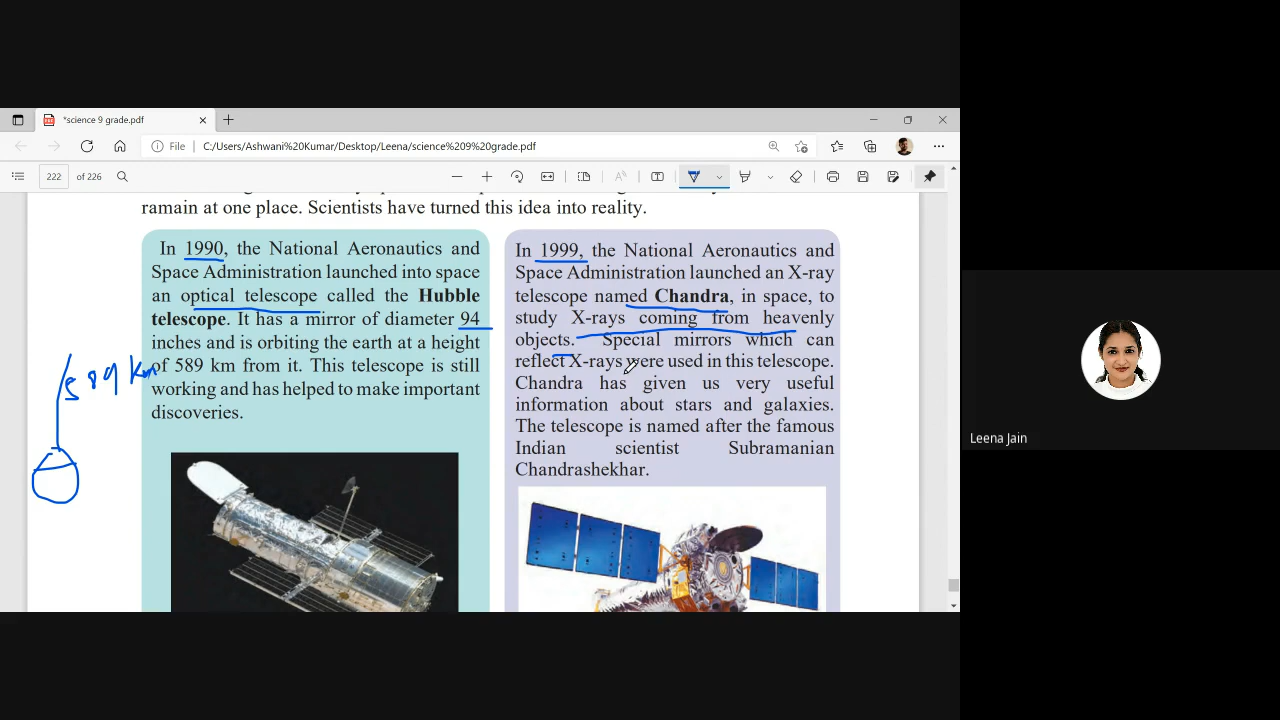 *science 9 grade.pdf
File C:/Users/Ashwani%20Kumar/Desktop/Leena/science%209%20grade.pdf
222 of 226
remain at one place. Scientists have turned this idea into reality.
In 1990, the National Aeronautics and
Space Administration launched into space
an optical telescope called the Hubble
telescope. It has a mirror of diameter 94
inches and is orbiting the earth at a height
of 589 km from it. This telescope is still
working and has helped to make important
discoveries.
In 1999, the National Aeronautics and
Space Administration launched an X-ray
telescope named Chandra, in space, to
study X-rays coming from heavenly
objects. Special mirrors which can
reflect X-rays were used in this telescope.
Chandra has given us very useful
information about stars and galaxies.
The telescope is named after the famous
Indian scientist Subramanian
Chandrashekhar.
589 km
Leena Jain